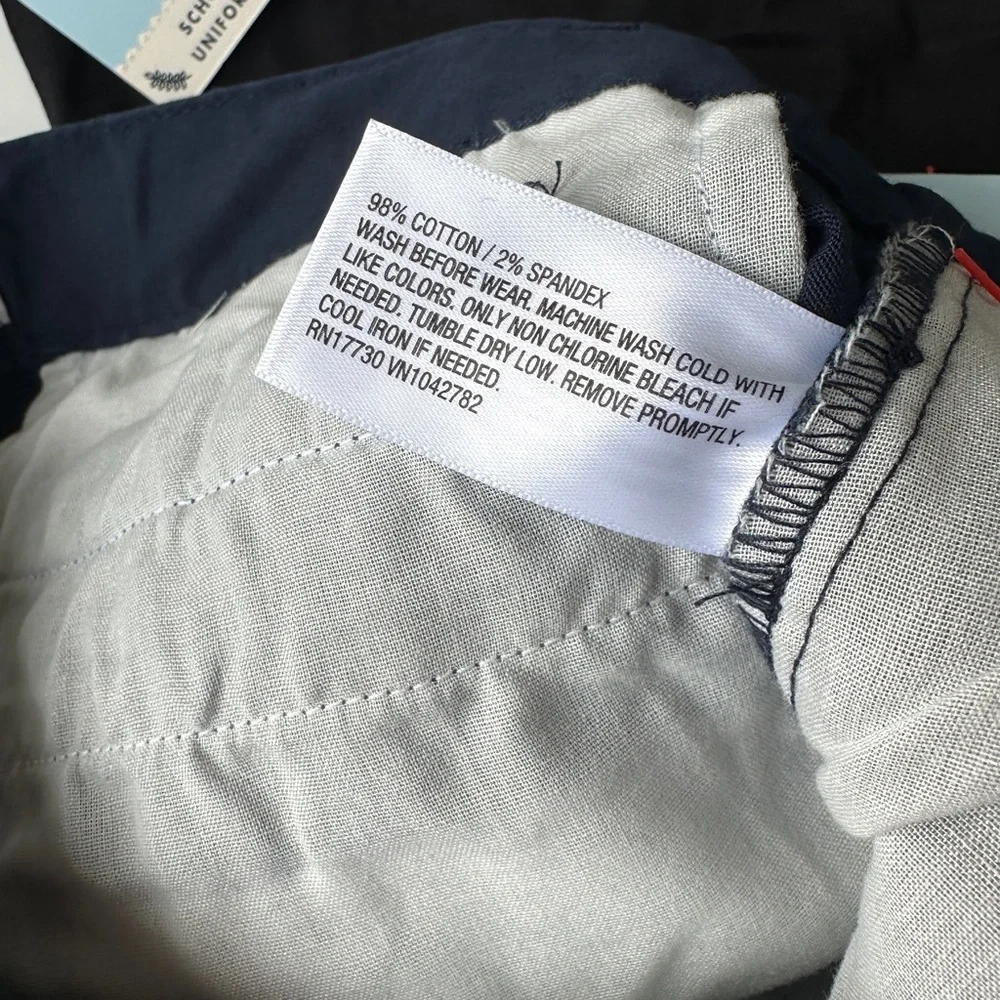 98% COTTON / 2% SPANDEX
WASH BEFORE WEAR. MACHINE WASH COLD WITH
LIKE COLORS. ONLY NON CHLORINE BLEACH IF
NEEDED. TUMBLE DRY LOW. REMOVE PROMPTLY.
COOL IRON IF NEEDED.
RN17730 VN1042782